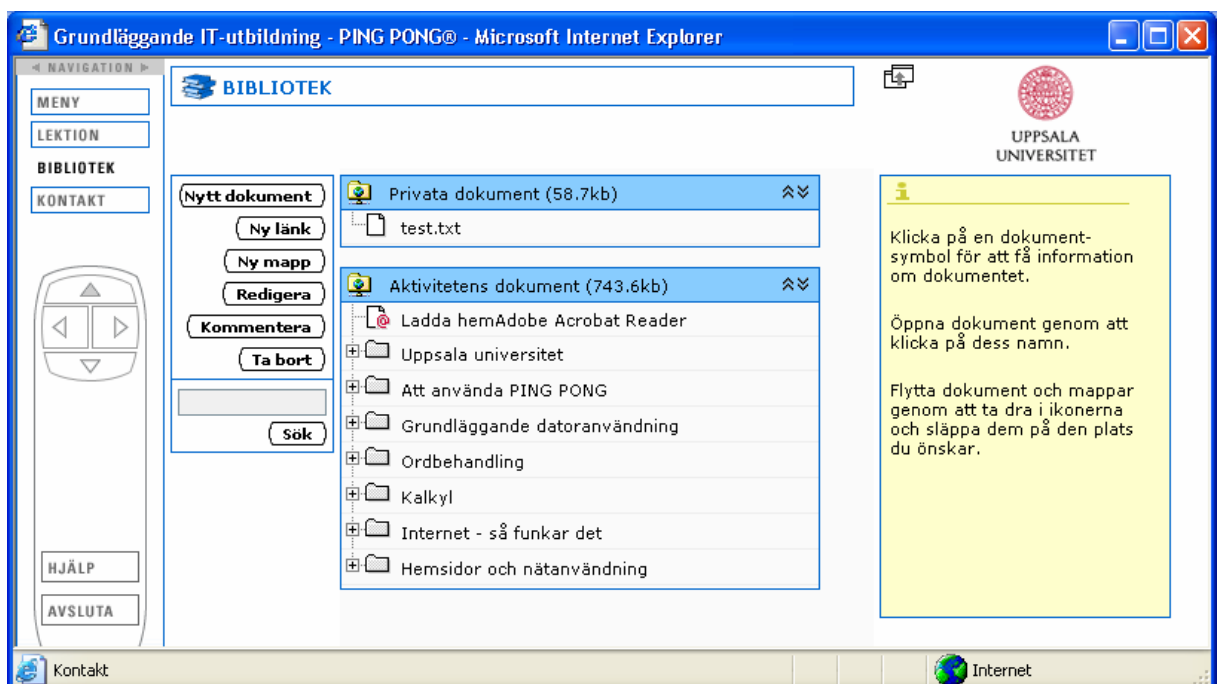 Grundläggande IT-utbildning - PING PONG® - Microsoft Internet Explorer
NAVIGATION
MENY
LEKTION
BIBLIOTEK
KONTAKT
HJÄLP
AVSLUTA
BIBLIOTEK
Nytt dokument
Ny länk
Ny mapp
Redigera
Kommentera
Ta bort
Sök
Privata dokument (58.7kb)
test.txt
Aktivitetens dokument (743.6kb)
Ladda hemAdobe Acrobat Reader
Uppsala universitet
Att använda PING PONG
Grundläggande datoranvändning
Ordbehandling
Kalkyl
Internet - så funkar det
Hemsidor och nätanvändning
UPPSALA
UNIVERSITET
i
Klicka på en dokument-
symbol för att få information
om dokumentet.
Öppna dokument genom att
klicka på dess namn.
Flytta dokument och mappar
genom att ta dra i ikonerna
och släppa dem på den plats
du önskar.
Kontakt
Internet